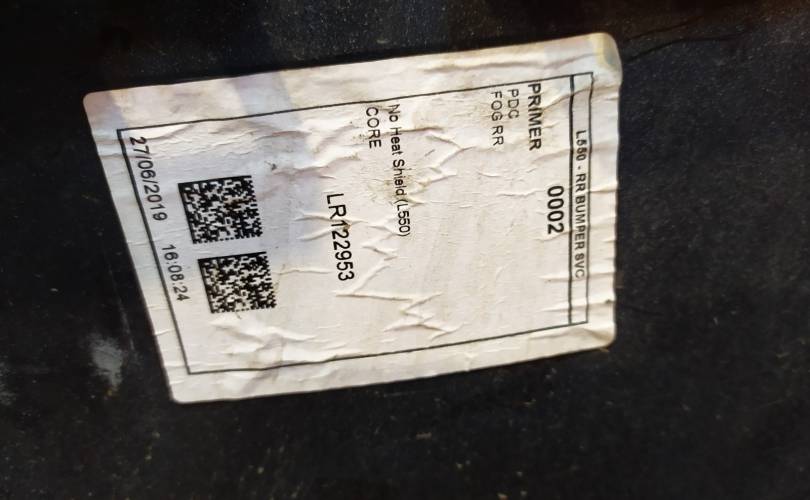 L550 - RR BUMPER SVC
PRIMER 0002
PDC
FOG RR
No Heat Shield (L550)
CORE
LR122953
27/06/2019 16:08:24